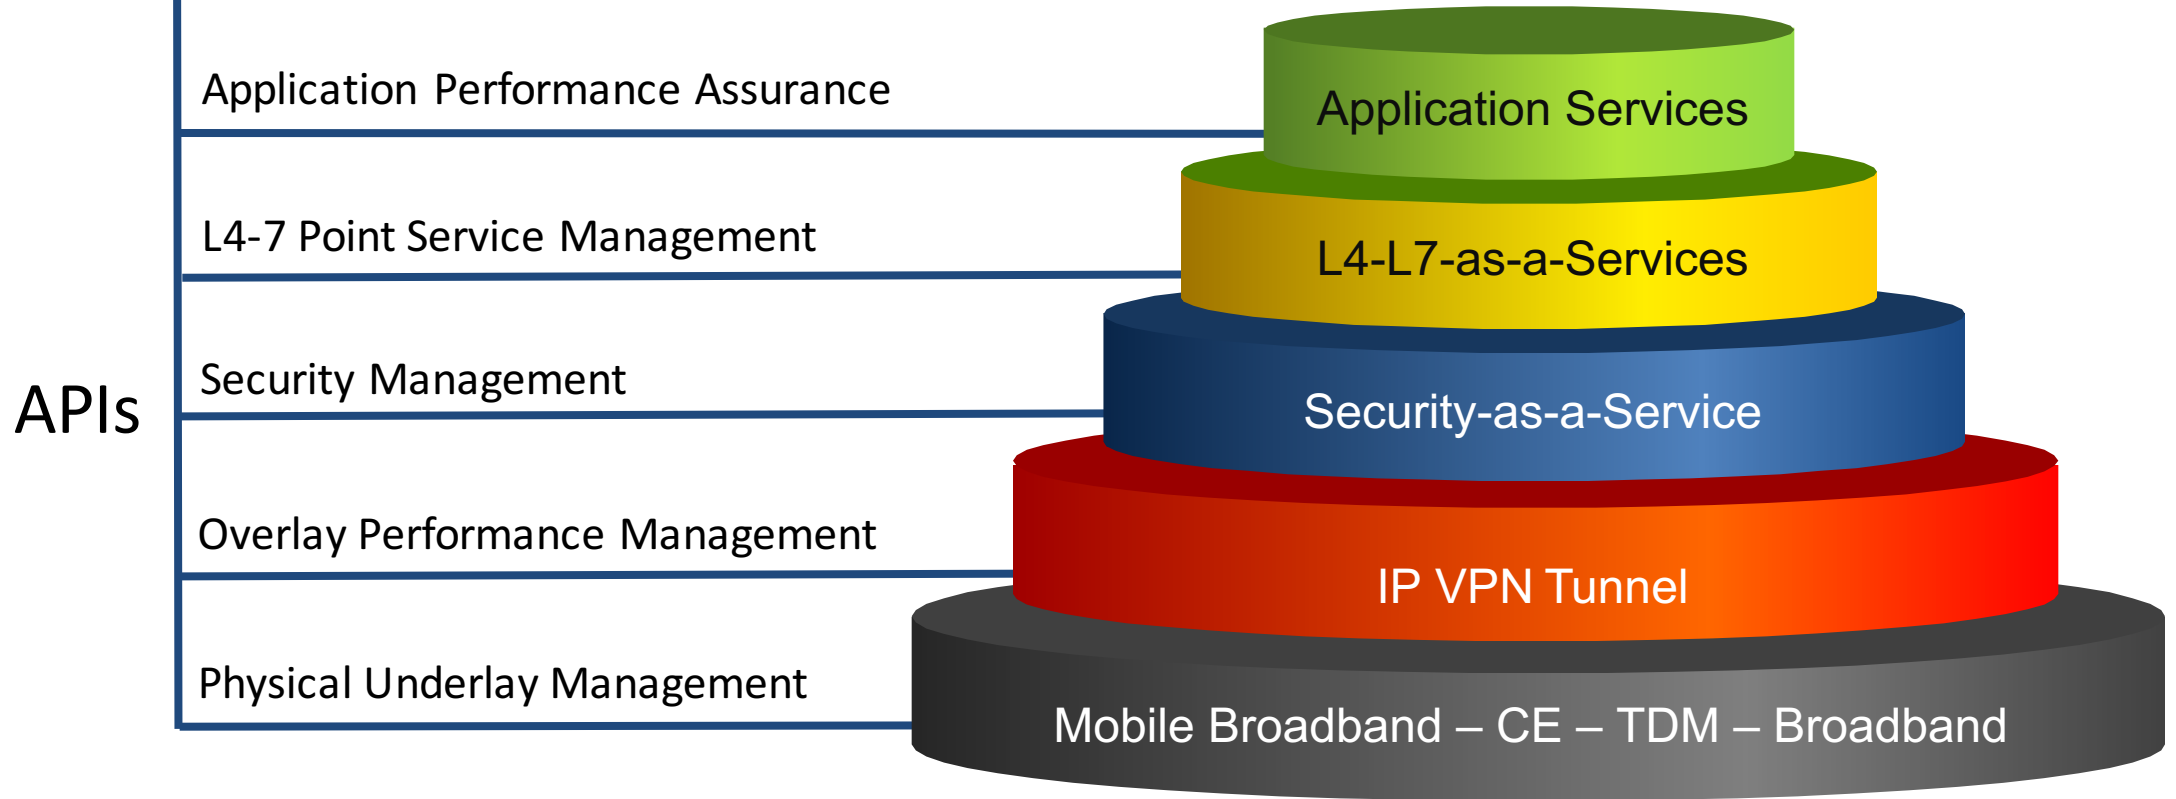 Application Performance Assurance
Application Services
L4-7 Point Service Management
L4-L7-as-a-Services
Security Management
Security-as-a-Service
APIs
Overlay Performance Management
IP VPN Tunnel
Physical Underlay Management
Mobile Broadband – CE – TDM – Broadband